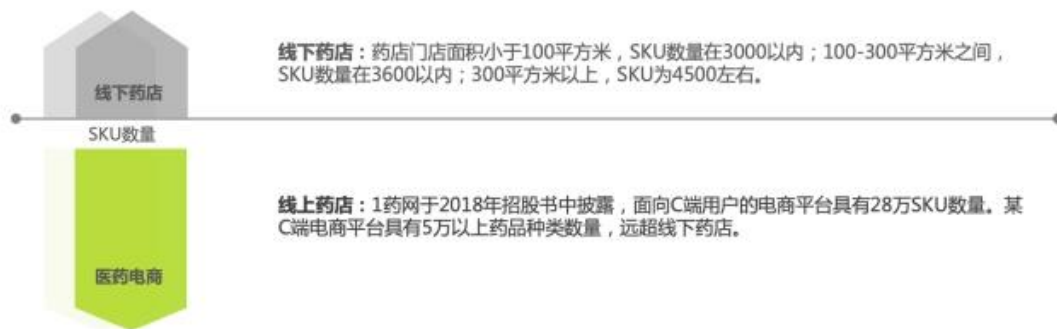 线下药店：药店门店面积小于100平方米，SKU数量在3000以内；100-300平方米之间，
SKU数量在3600以内；300平方米以上，SKU为4500左右。
线下药店
SKU数量
线上药店：1药网于2018年招股书中披露，面向C端用户的电商平台具有28万SKU数量。某
C端电商平台具有5万以上药品种类数量，远超线下药店。
医药电商